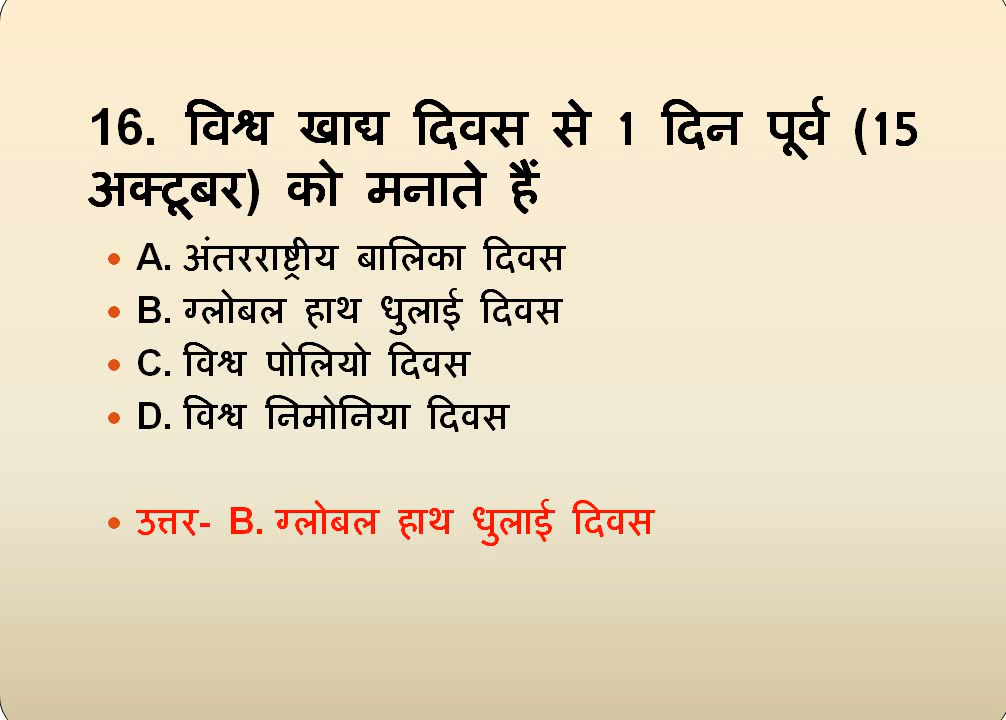 16. विश्व खाद्य दिवस से 1 दिन पूर्व (15
अक्टूबर) को मनाते हैं
• A. अंतरराष्ट्रीय बालिका दिवस
• B. ग्लोबल हाथ धुलाई दिवस
• C. विश्व पोलियो दिवस
• D. विश्व निमोनिया दिवस
• उत्तर- B. ग्लोबल हाथ धुलाई दिवस